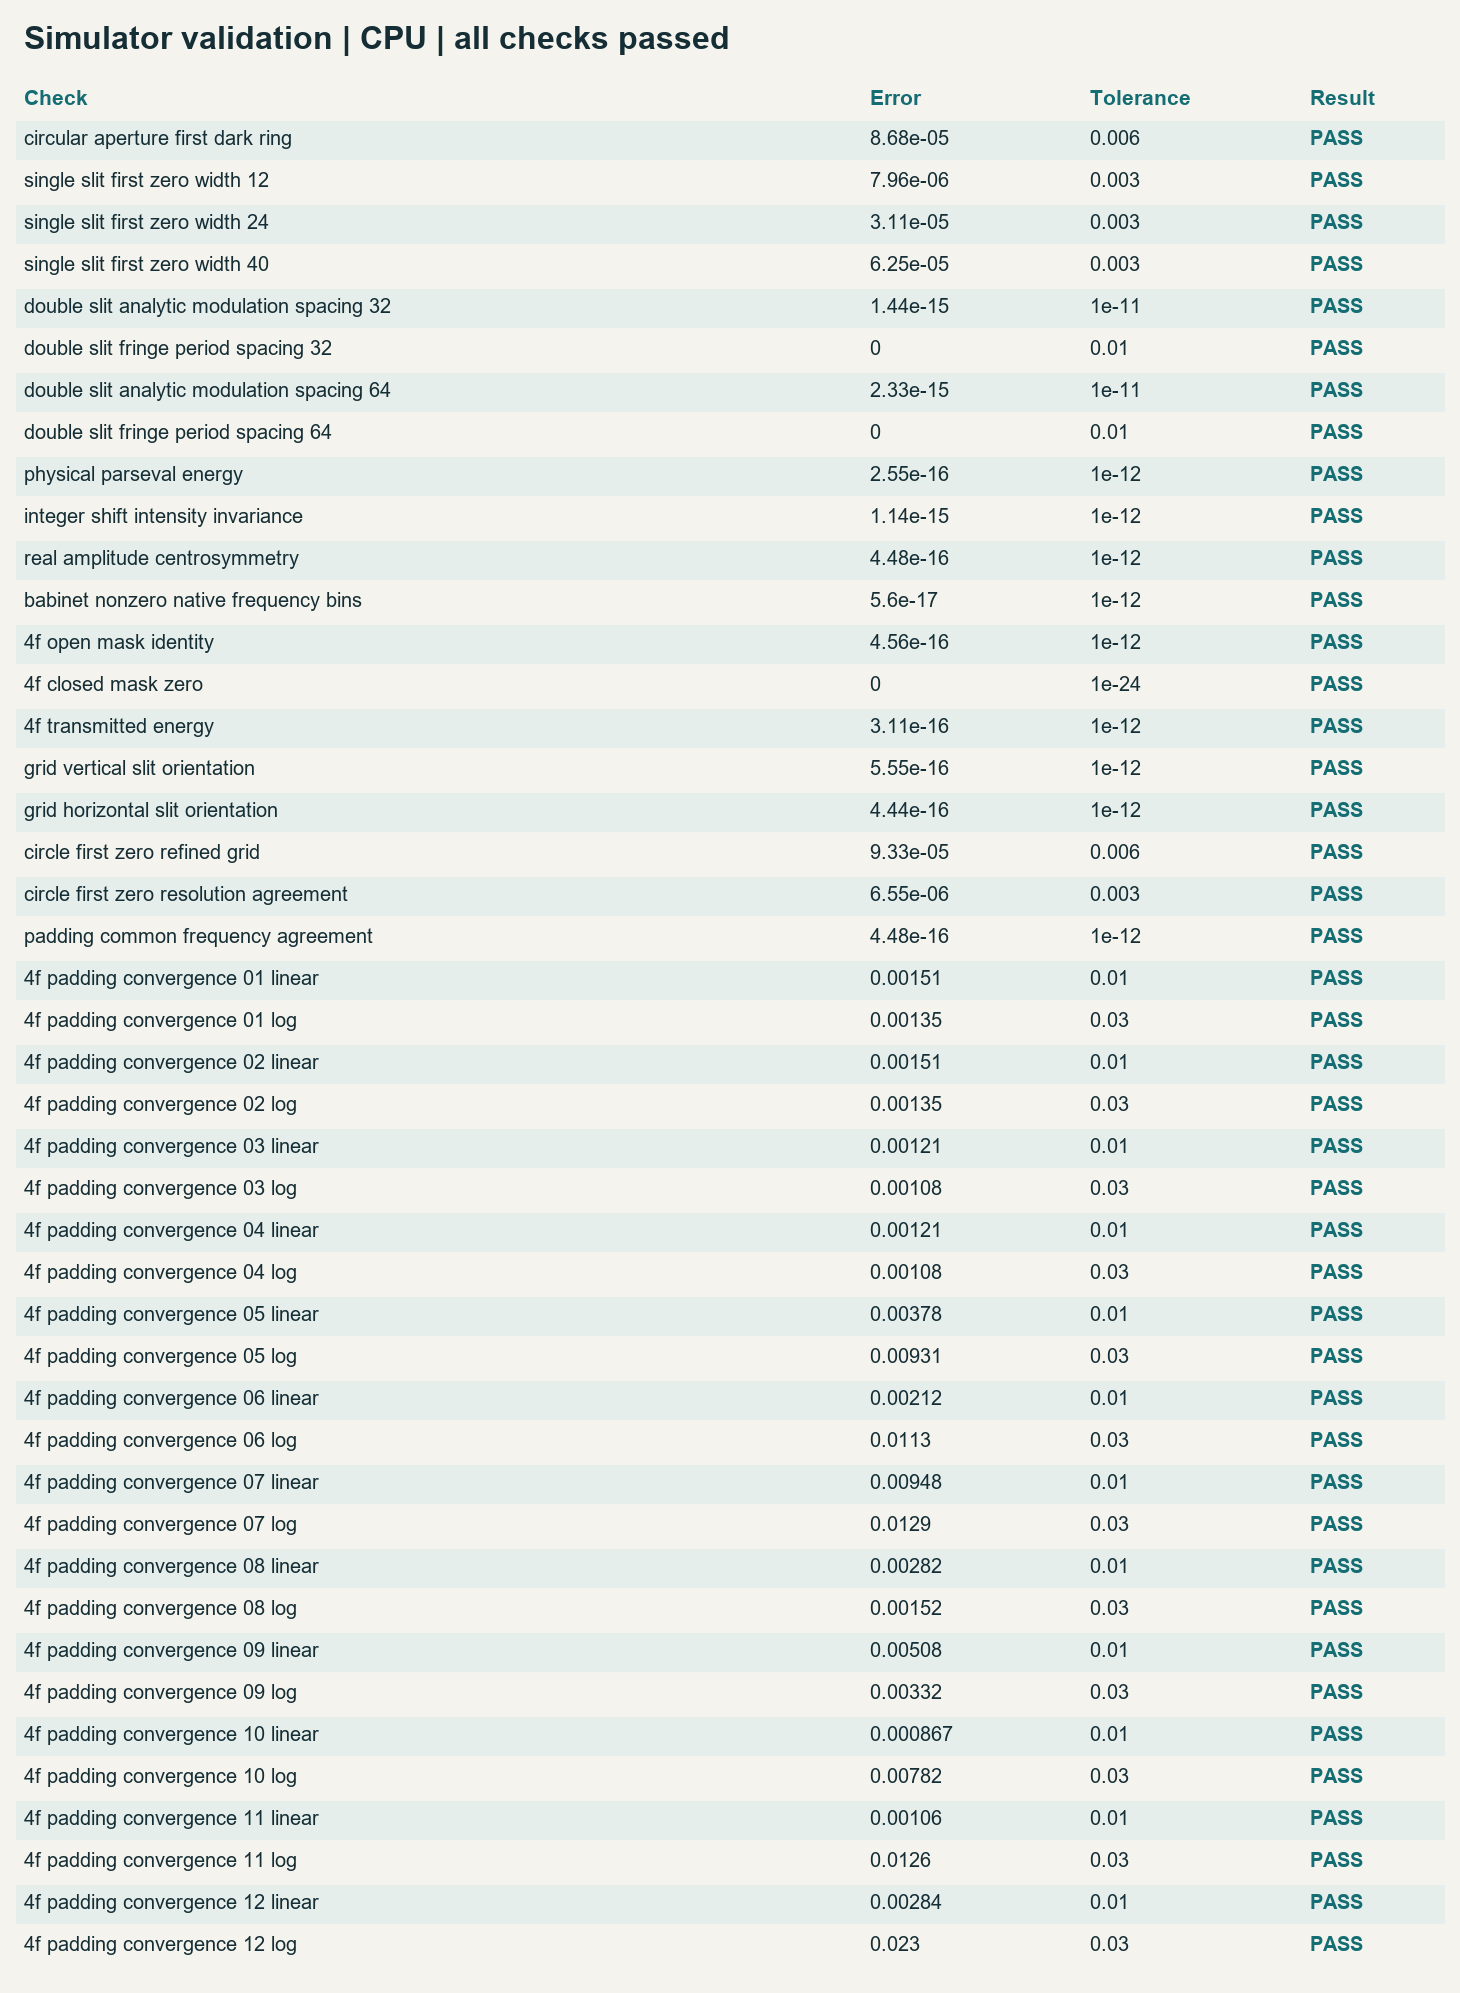 Simulator validation | CPU | all checks passed
Check Error Tolerance Result
circular aperture first dark ring 8.68e-05 0.006 PASS
single slit first zero width 12 7.96e-06 0.003 PASS
single slit first zero width 24 3.11e-05 0.003 PASS
single slit first zero width 40 6.25e-05 0.003 PASS
double slit analytic modulation spacing 32 1.44e-15 1e-11 PASS
double slit fringe period spacing 32 0 0.01 PASS
double slit analytic modulation spacing 64 2.33e-15 1e-11 PASS
double slit fringe period spacing 64 0 0.01 PASS
physical parseval energy 2.55e-16 1e-12 PASS
integer shift intensity invariance 1.14e-15 1e-12 PASS
real amplitude centrosymmetry 4.48e-16 1e-12 PASS
babinet nonzero native frequency bins 5.6e-17 1e-12 PASS
4f open mask identity 4.56e-16 1e-12 PASS
4f closed mask zero 0 1e-24 PASS
4f transmitted energy 3.11e-16 1e-12 PASS
grid vertical slit orientation 5.55e-16 1e-12 PASS
grid horizontal slit orientation 4.44e-16 1e-12 PASS
circle first zero refined grid 9.33e-05 0.006 PASS
circle first zero resolution agreement 6.55e-06 0.003 PASS
padding common frequency agreement 4.48e-16 1e-12 PASS
4f padding convergence 01 linear 0.00151 0.01 PASS
4f padding convergence 01 log 0.00135 0.03 PASS
4f padding convergence 02 linear 0.00151 0.01 PASS
4f padding convergence 02 log 0.00135 0.03 PASS
4f padding convergence 03 linear 0.00121 0.01 PASS
4f padding convergence 03 log 0.00108 0.03 PASS
4f padding convergence 04 linear 0.00121 0.01 PASS
4f padding convergence 04 log 0.00108 0.03 PASS
4f padding convergence 05 linear 0.00378 0.01 PASS
4f padding convergence 05 log 0.00931 0.03 PASS
4f padding convergence 06 linear 0.00212 0.01 PASS
4f padding convergence 06 log 0.0113 0.03 PASS
4f padding convergence 07 linear 0.00948 0.01 PASS
4f padding convergence 07 log 0.0129 0.03 PASS
4f padding convergence 08 linear 0.00282 0.01 PASS
4f padding convergence 08 log 0.00152 0.03 PASS
4f padding convergence 09 linear 0.00508 0.01 PASS
4f padding convergence 09 log 0.00332 0.03 PASS
4f padding convergence 10 linear 0.000867 0.01 PASS
4f padding convergence 10 log 0.00782 0.03 PASS
4f padding convergence 11 linear 0.00106 0.01 PASS
4f padding convergence 11 log 0.0126 0.03 PASS
4f padding convergence 12 linear 0.00284 0.01 PASS
4f padding convergence 12 log 0.023 0.03 PASS